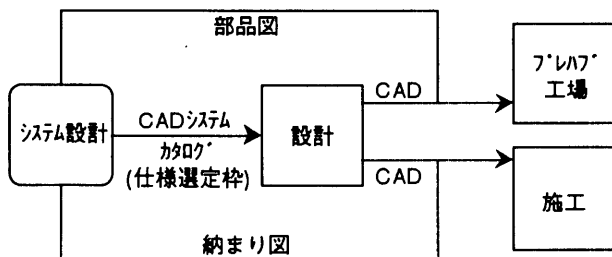 部品図
プレハブ
工場
CAD
システム設計
CADシステム
カタログ
(仕様選定枠)
設計
CAD
施工
納まり図